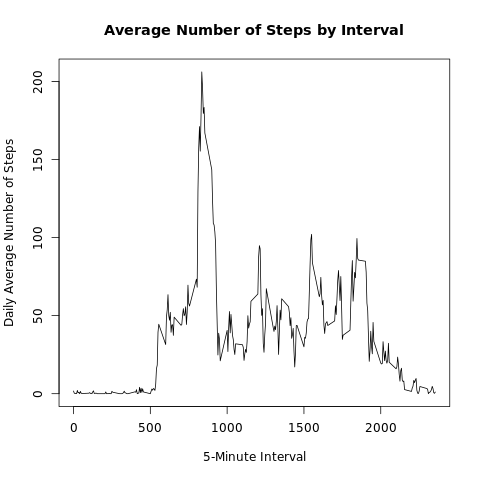 Average Number of Steps by Interval
Daily Average Number of Steps
200
150
100
50
0
0 500 1000 1500 2000
5-Minute Interval